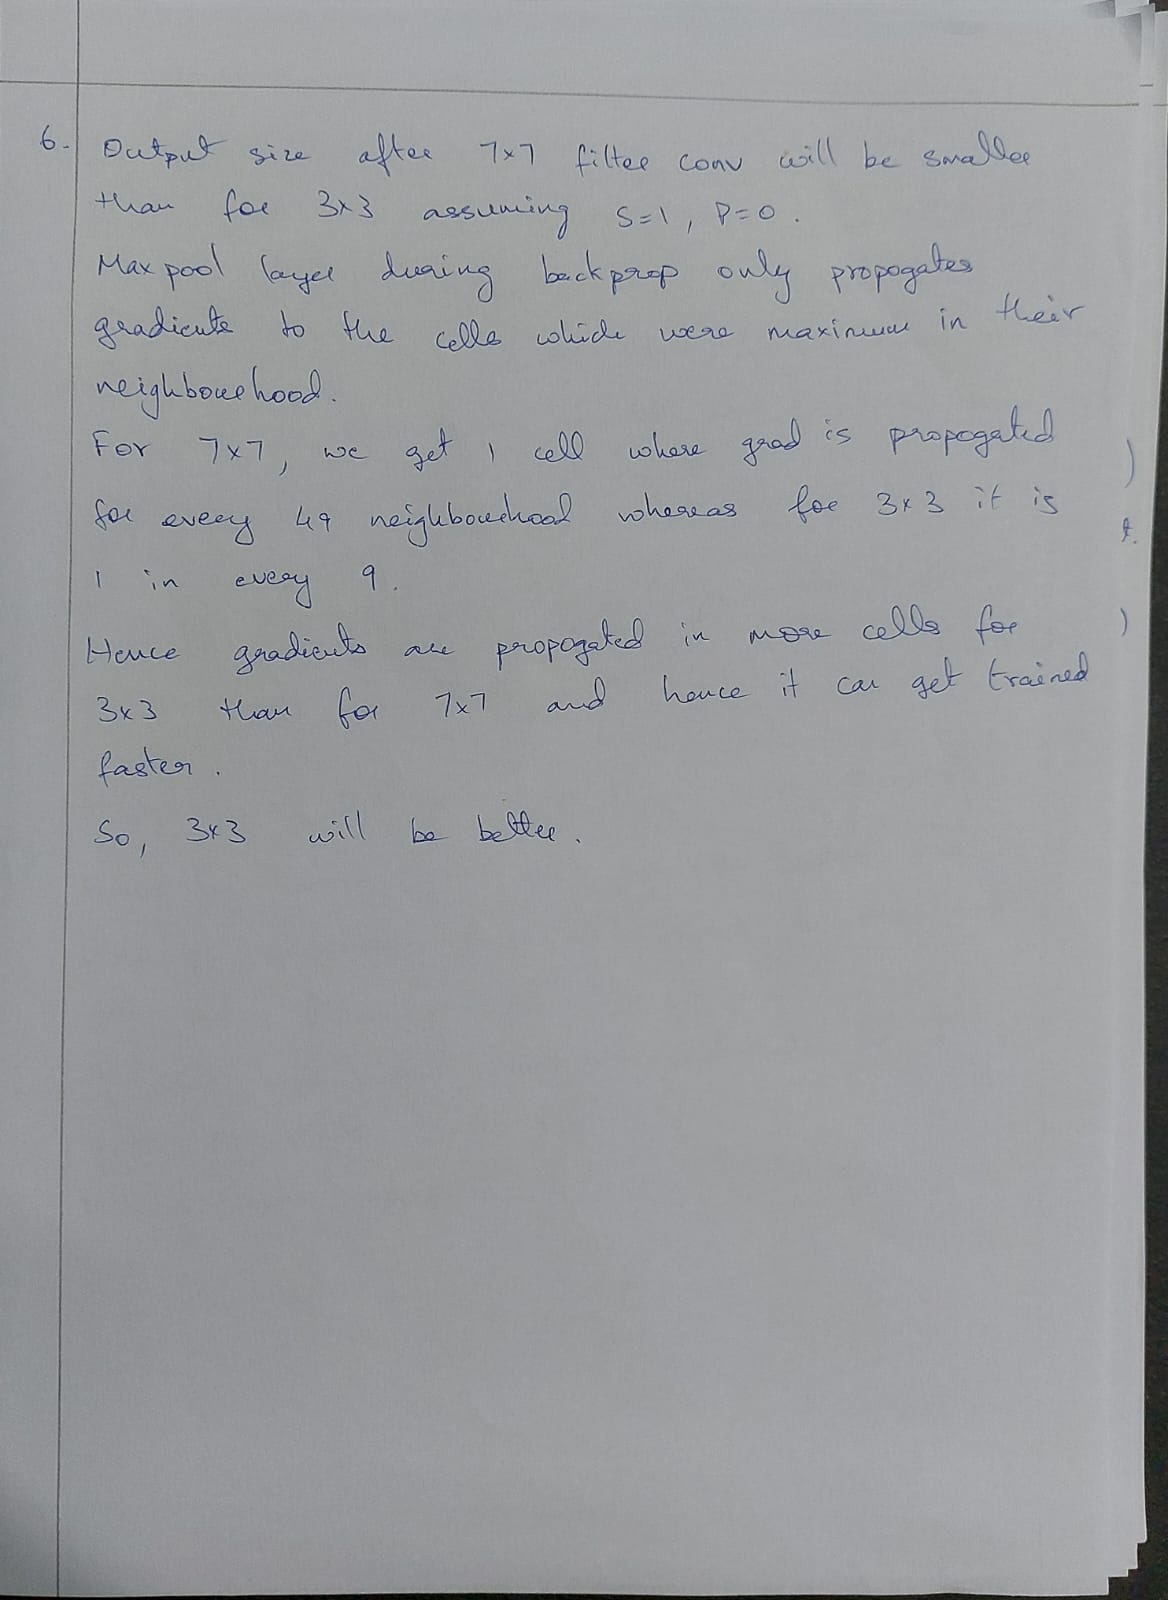 6. Output size after 7x7 filter conv will be smaller
than for 3x3 assuming S=1, P=0.
Maxpool layer during backprop only propogates
gradients to the cells which were maximum in their
neighbourhood.
For 7x7, we get 1 cell where grad is propogated
for every 49 neighbourhood whereas for 3x3 it is
1 in every 9.
Hence gradients are propogated in more cells for
3x3 than for 7x7 and hence it can get trained
faster.
So, 3x3 will be better.